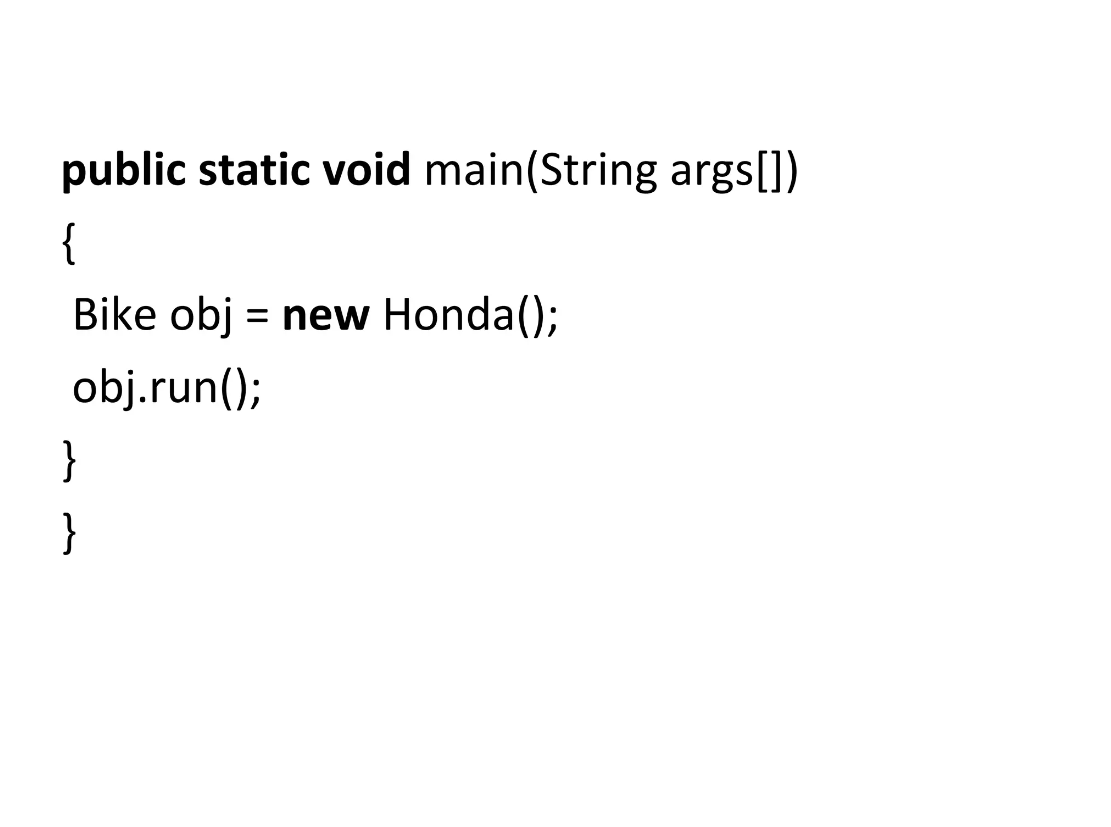 public static void main(String args[])
{
Bike obj = new Honda();
obj.run();
}
}